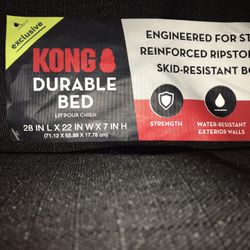 exclusive
KONG
DURABLE
BED
LIT POUR CHIEN
28 IN L X 22 IN W X 7 IN H
(71.12 X 55.88 X 17.78 cm)
ENGINEERED FOR ST
REINFORCED RIPSTO
SKID-RESISTANT B
STRENGTH
WATER-RESISTANT
EXTERIOR WALLS